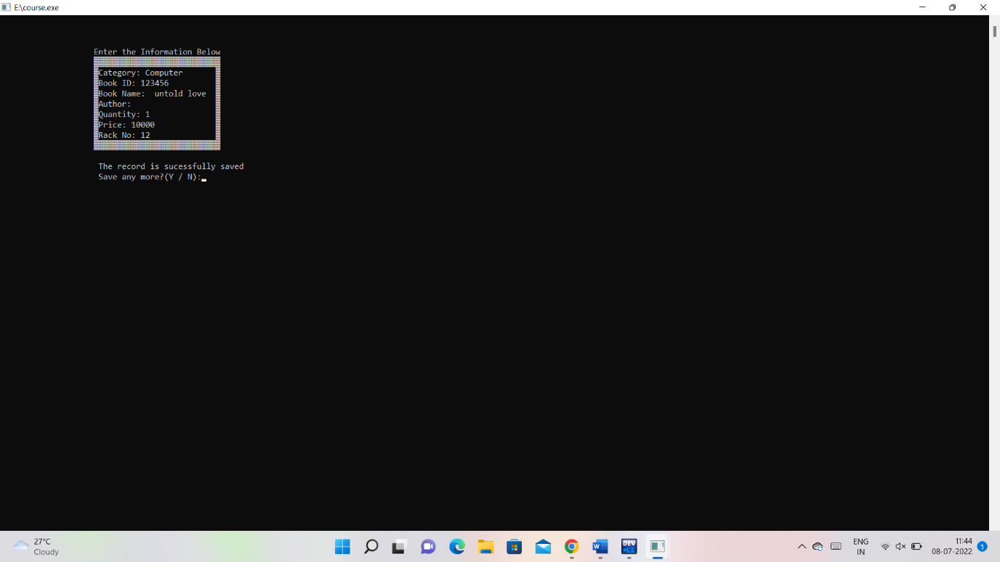 E:\course.exe
Enter the Information Below
Category: Computer
Book ID: 123456
Book Name:  untold love
Author:
Quantity: 1
Price: 10000
Rack No: 12
The record is sucessfully saved
Save any more?(Y / N):
27°C
Cloudy
DEV
ENG
IN
11:44
08-07-2022
1